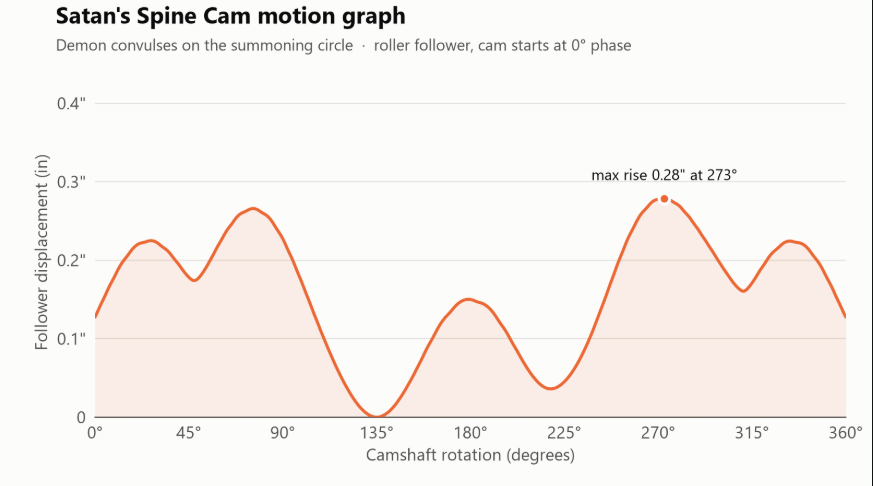 Satan's Spine Cam motion graph
Demon convulses on the summoning circle · roller follower, cam starts at 0° phase
0.4"
max rise 0.28" at 273°
0.3"
0.2"
0.1"
0
Follower displacement (in)
0° 45° 90° 135° 180° 225° 270° 315° 360°
Camshaft rotation (degrees)